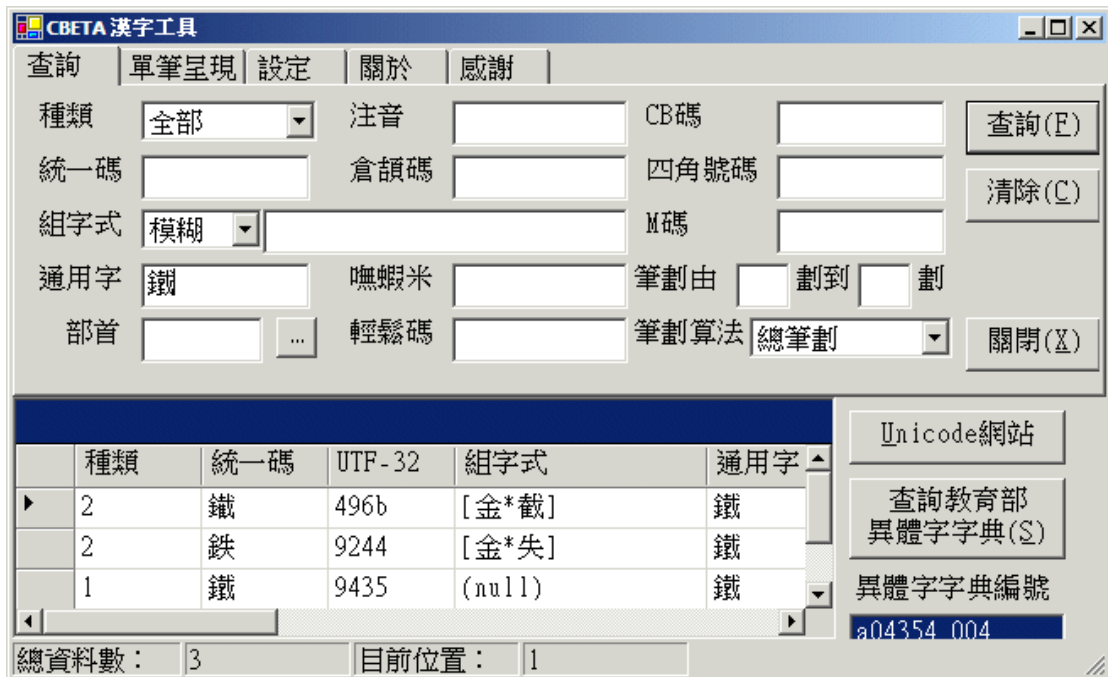 CBETA 漢字工具
查詢 單筆呈現 設定 關於 感謝
種類 全部 注音 CB碼 查詢(F)
統一碼 倉頡碼 四角號碼 清除(C)
組字式 模糊 M碼
通用字 鐵 嘸蝦米 筆劃由 劃到 劃
部首 ... 輕鬆碼 筆劃算法 總筆劃 關閉(X)
Unicode網站
種類 統一碼 UTF-32 組字式 通用字
2 䥫 496b [金*截] 鐵
2 鉄 9244 [金*失] 鐵
1 鐵 9435 (null) 鐵
查詢教育部
異體字字典(S)
異體字字典編號
a04354 004
總資料數： 3 目前位置： 1